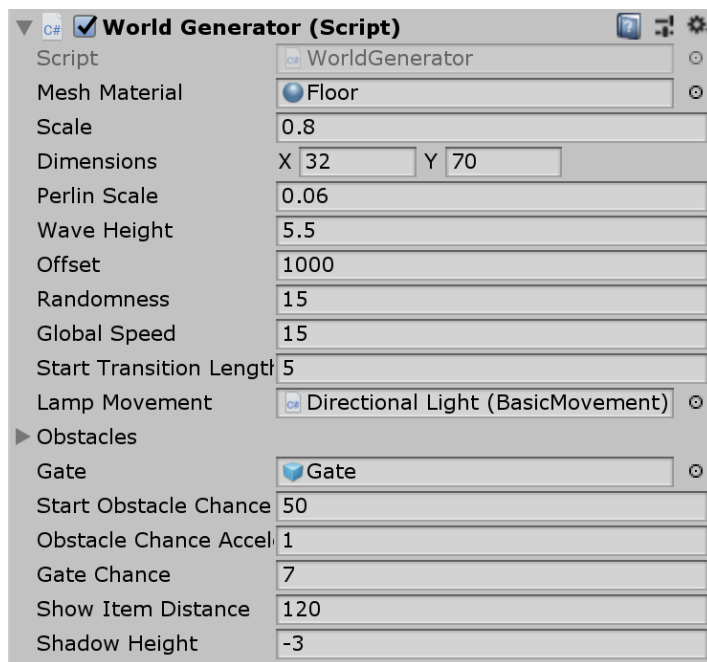 C# World Generator (Script)
Script C# WorldGenerator
Mesh Material Floor
Scale 0.8
Dimensions X 32 Y 70
Perlin Scale 0.06
Wave Height 5.5
Offset 1000
Randomness 15
Global Speed 15
Start Transition Lengt 5
Lamp Movement C# Directional Light (BasicMovement)
Obstacles
Gate Gate
Start Obstacle Chance 50
Obstacle Chance Accel 1
Gate Chance 7
Show Item Distance 120
Shadow Height -3